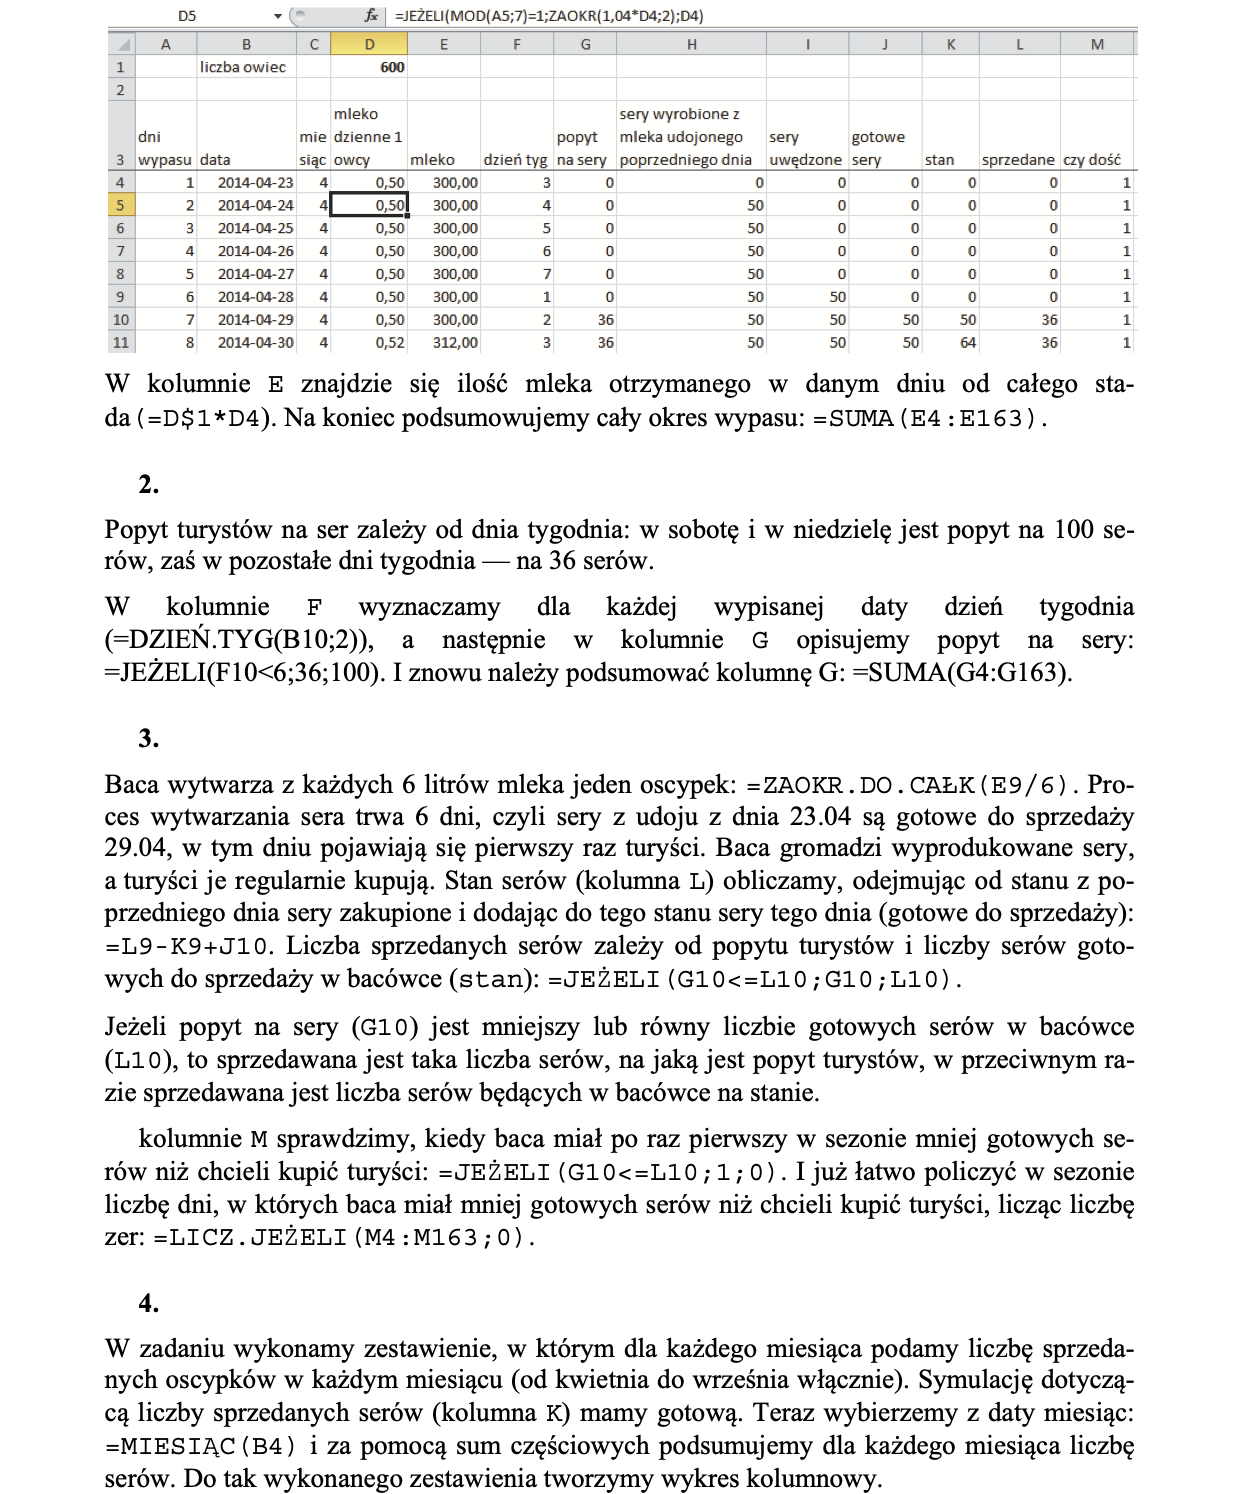 D5 fx =JEŻELI(MOD(A5;7)=1;ZAOKR(1,04*D4;2);D4)
A B C D E F G H I J K L M
1 liczba owiec 600
2
mleko sery wyrobione z
dni mie dzienne 1 popyt mleka udojonego sery gotowe
3 wypasu data siąc owcy mleko dzień tyg na sery poprzedniego dnia uwędzone sery stan sprzedane czy dość
4 1 2014-04-23 4 0,50 300,00 3 0 0 0 0 0 0 1
5 2 2014-04-24 4 0,50 300,00 4 0 50 0 0 0 0 1
6 3 2014-04-25 4 0,50 300,00 5 0 50 0 0 0 0 1
7 4 2014-04-26 4 0,50 300,00 6 0 50 0 0 0 0 1
8 5 2014-04-27 4 0,50 300,00 7 0 50 0 0 0 0 1
9 6 2014-04-28 4 0,50 300,00 1 0 50 50 0 0 0 1
10 7 2014-04-29 4 0,50 300,00 2 36 50 50 50 50 36 1
11 8 2014-04-30 4 0,52 312,00 3 36 50 50 50 64 36 1
W kolumnie E znajdzie się ilość mleka otrzymanego w danym dniu od całego sta-
da (=D$1*D4). Na koniec podsumowujemy cały okres wypasu: =SUMA(E4:E163).
2.
Popyt turystów na ser zależy od dnia tygodnia: w sobotę i w niedzielę jest popyt na 100 se-
rów, zaś w pozostałe dni tygodnia — na 36 serów.
W kolumnie F wyznaczamy dla każdej wypisanej daty dzień tygodnia
(=DZIEŃ.TYG(B10;2)), a następnie w kolumnie G opisujemy popyt na sery:
=JEŻELI(F10<6;36;100). I znowu należy podsumować kolumnę G: =SUMA(G4:G163).
3.
Baca wytwarza z każdych 6 litrów mleka jeden oscypek: =ZAOKR.DO.CAŁK(E9/6). Pro-
ces wytwarzania sera trwa 6 dni, czyli sery z udoju z dnia 23.04 są gotowe do sprzedaży
29.04, w tym dniu pojawiają się pierwszy raz turyści. Baca gromadzi wyprodukowane sery,
a turyści je regularnie kupują. Stan serów (kolumna L) obliczamy, odejmując od stanu z po-
przedniego dnia sery zakupione i dodając do tego stanu sery tego dnia (gotowe do sprzedaży):
=L9-K9+J10. Liczba sprzedanych serów zależy od popytu turystów i liczby serów goto-
wych do sprzedaży w bacówce (stan): =JEŻELI(G10<=L10;G10;L10).
Jeżeli popyt na sery (G10) jest mniejszy lub równy liczbie gotowych serów w bacówce
(L10), to sprzedawana jest taka liczba serów, na jaką jest popyt turystów, w przeciwnym ra-
zie sprzedawana jest liczba serów będących w bacówce na stanie.
kolumnie M sprawdzimy, kiedy baca miał po raz pierwszy w sezonie mniej gotowych se-
rów niż chcieli kupić turyści: =JEŻELI(G10<=L10;1;0). I już łatwo policzyć w sezonie
liczbę dni, w których baca miał mniej gotowych serów niż chcieli kupić turyści, licząc liczbę
zer: =LICZ.JEŻELI(M4:M163;0).
4.
W zadaniu wykonamy zestawienie, w którym dla każdego miesiąca podamy liczbę sprzeda-
nych oscypków w każdym miesiącu (od kwietnia do września włącznie). Symulację dotyczą-
cą liczby sprzedanych serów (kolumna K) mamy gotową. Teraz wybierzemy z daty miesiąc:
=MIESIĄC(B4) i za pomocą sum częściowych podsumujemy dla każdego miesiąca liczbę
serów. Do tak wykonanego zestawienia tworzymy wykres kolumnowy.